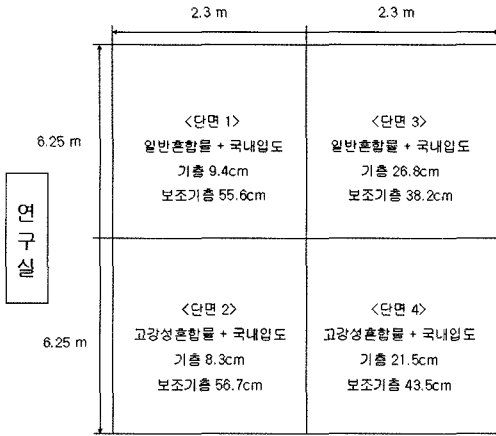 2.3 m
2.3 m
6.25 m
<단면 1>
일반혼합물 + 국내입도
기층 9.4cm
보조기층 55.6cm
<단면 3>
일반혼합물 + 국내입도
기층 26.8cm
보조기층 38.2cm
연
구
실
6.25 m
<단면 2>
고강성혼합물 + 국내입도
기층 8.3cm
보조기층 56.7cm
<단면 4>
고강성혼합물 + 국내입도
기층 21.5cm
보조기층 43.5cm